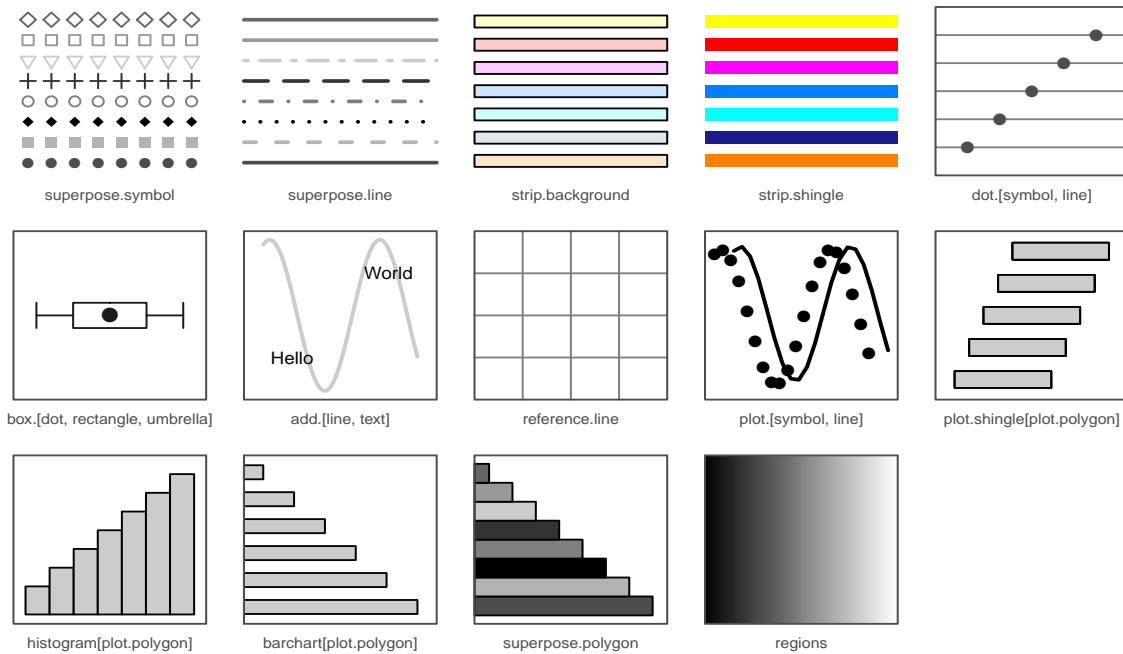 superpose.symbol
superpose.line
strip.background
strip.shingle
dot.[symbol, line]
World
Hello
box.[dot, rectangle, umbrella]
add.[line, text]
reference.line
plot.[symbol, line]
plot.shingle[plot.polygon]
histogram[plot.polygon]
barchart[plot.polygon]
superpose.polygon
regions